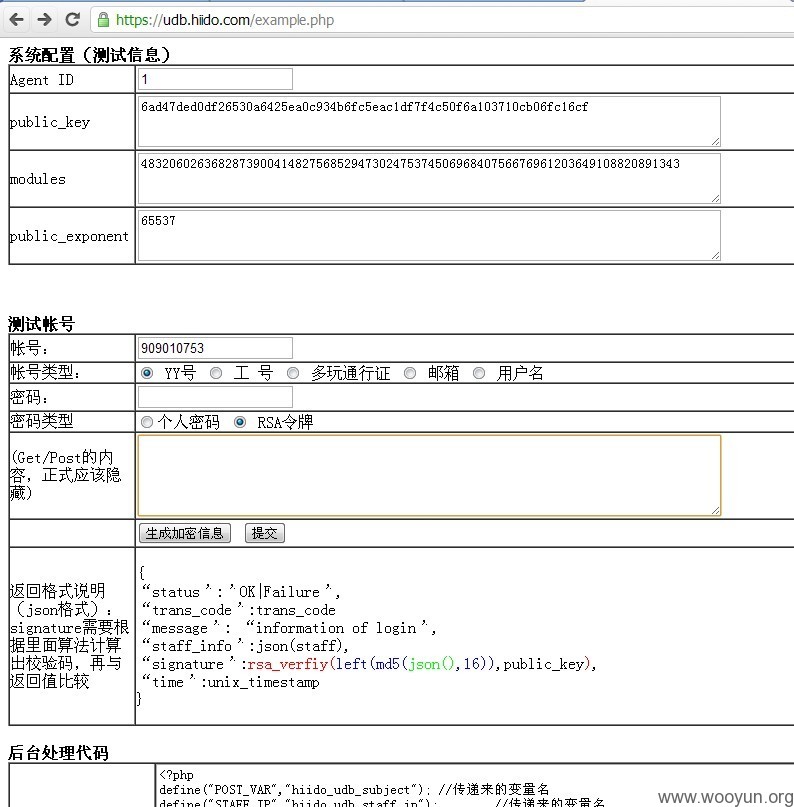 https://udb.hiido.com/example.php
系统配置（测试信息）
Agent ID
1
public_key
6ad47ded0df26530a6425ea0c934b6fc5eac1df7f4c50f6a103710cb06fc16cf
modules
48320602636828739004148275685294730247537450696840756676961203649108820891343
public_exponent
65537
测试帐号
帐号：
909010753
帐号类型：
YY号 工 号 多玩通行证 邮箱 用户名
密码：
密码类型
个人密码 RSA令牌
(Get/Post的内
容，正式应该隐
藏)
生成加密信息 提交
返回格式说明
（json格式）：
signature需要根
据里面算法计算
出校验码，再与
返回值比较
{
“status’:’OK|Failure’,
“trans_code’:trans_code
“message’: “information of login’,
“staff_info’:json(staff),
“signature’:rsa_verfiy(left(md5(json(),16)),public_key),
“time’:unix_timestamp
}
后台处理代码
<?php
define("POST_VAR","hiido_udb_subject"); //传递来的变量名
define("STAFF_IP","hiido_udb_staff_ip"); //传递来的变量名
www.wooyun.org